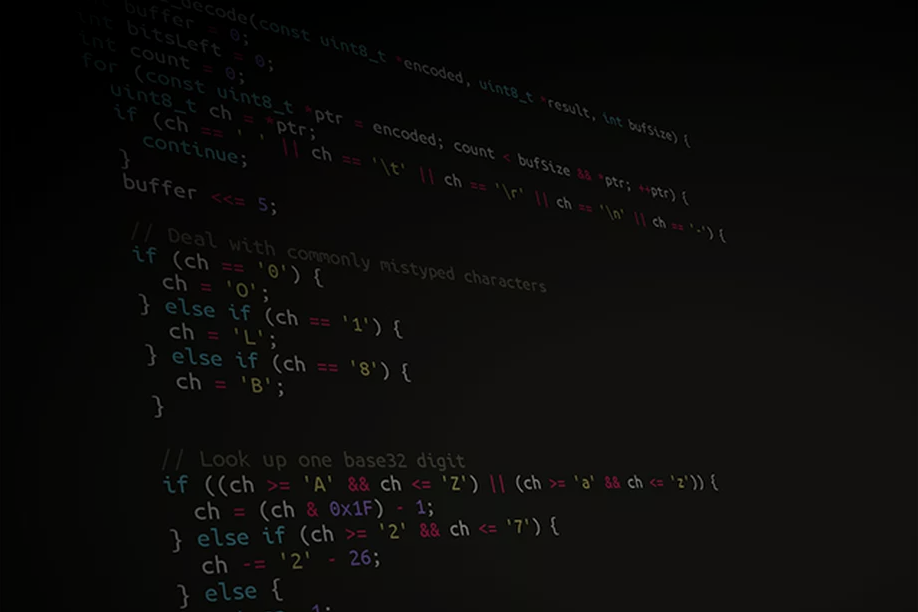 _decode(const uint8_t *encoded, uint8_t *result, int bufSize) {
buffer = 0;
int bitsLeft = 0;
int count = 0;
for (const uint8_t *ptr = encoded; count < bufSize && *ptr; ++ptr) {
uint8_t ch = *ptr;
if (ch == ' ' || ch == '\t' || ch == '\r' || ch == '\n' || ch == '-') {
continue;
}
buffer <<= 5;
// Deal with commonly mistyped characters
if (ch == '0') {
ch = 'O';
} else if (ch == '1') {
ch = 'L';
} else if (ch == '8') {
ch = 'B';
}
// Look up one base32 digit
if ((ch >= 'A' && ch <= 'Z') || (ch >= 'a' && ch <= 'z')) {
ch = (ch & 0x1F) - 1;
} else if (ch >= '2' && ch <= '7') {
ch -= '2' - 26;
} else {